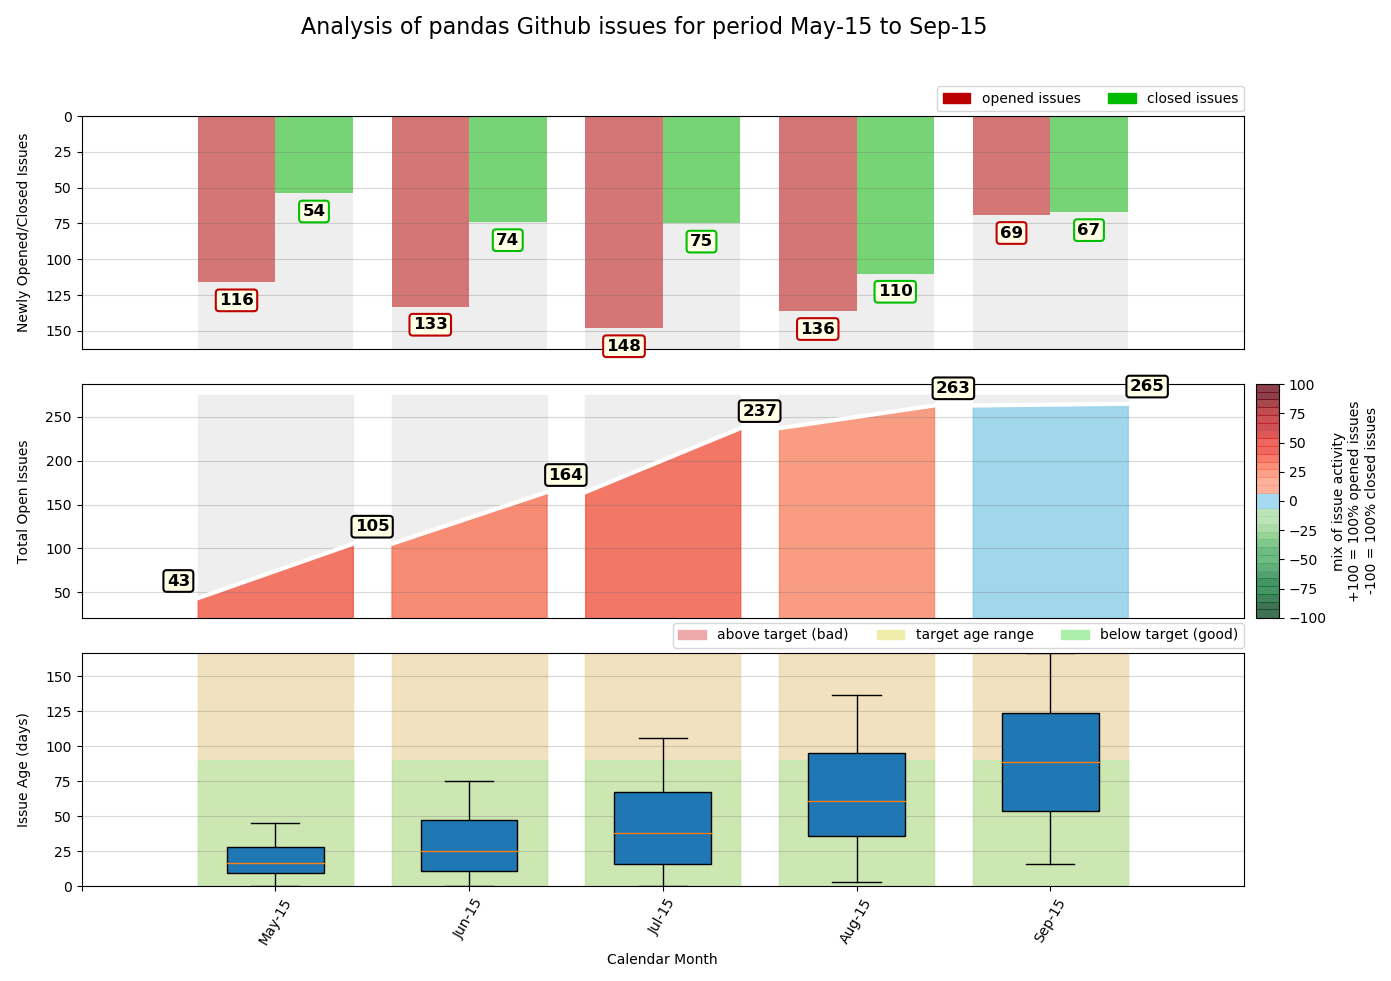 Analysis of pandas Github issues for period May-15 to Sep-15
opened issues closed issues
Newly Opened/Closed Issues
0
25
50
75
100
125
150
116
54
133
74
148
75
136
110
69
67
Total Open Issues
250
200
150
100
50
43
105
164
237
263
265
100
75
50
25
0
−25
−50
−75
−100
mix of issue activity
+100 = 100% opened issues
-100 = 100% closed issues
above target (bad) target age range below target (good)
Issue Age (days)
150
125
100
75
50
25
0
May-15
Jun-15
Jul-15
Aug-15
Sep-15
Calendar Month